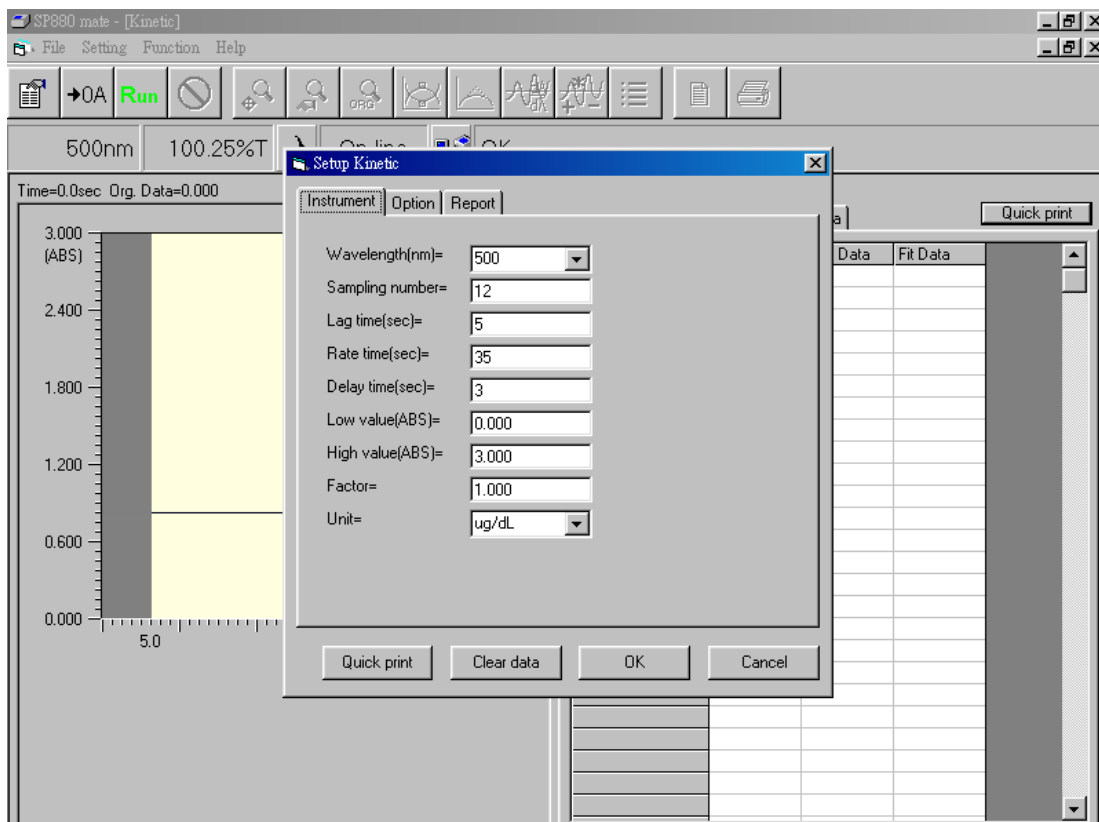 SP880 mate - [Kinetic]
File Setting Function Help
→0A Run ORG
500nm 100.25%T λ On-line OK
Time=0.0sec Org. Data=0.000
3.000
(ABS)
2.400
1.800
1.200
0.600
0.000
5.0
Setup Kinetic
Instrument Option Report
Wavelength(nm)= 500
Sampling number= 12
Lag time(sec)= 5
Rate time(sec)= 35
Delay time(sec)= 3
Low value(ABS)= 0.000
High value(ABS)= 3.000
Factor= 1.000
Unit= ug/dL
Quick print Clear data OK Cancel
Quick print
Data Fit Data